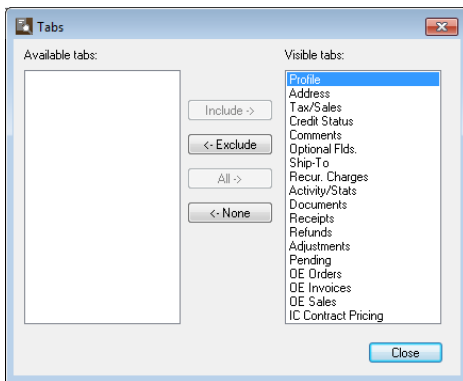 Tabs
Available tabs:
Visible tabs:
Include ->
<- Exclude
All ->
<- None
Profile
Address
Tax/Sales
Credit Status
Comments
Optional Flds.
Ship-To
Recur. Charges
Activity/Stats
Documents
Receipts
Refunds
Adjustments
Pending
OE Orders
OE Invoices
OE Sales
IC Contract Pricing
Close